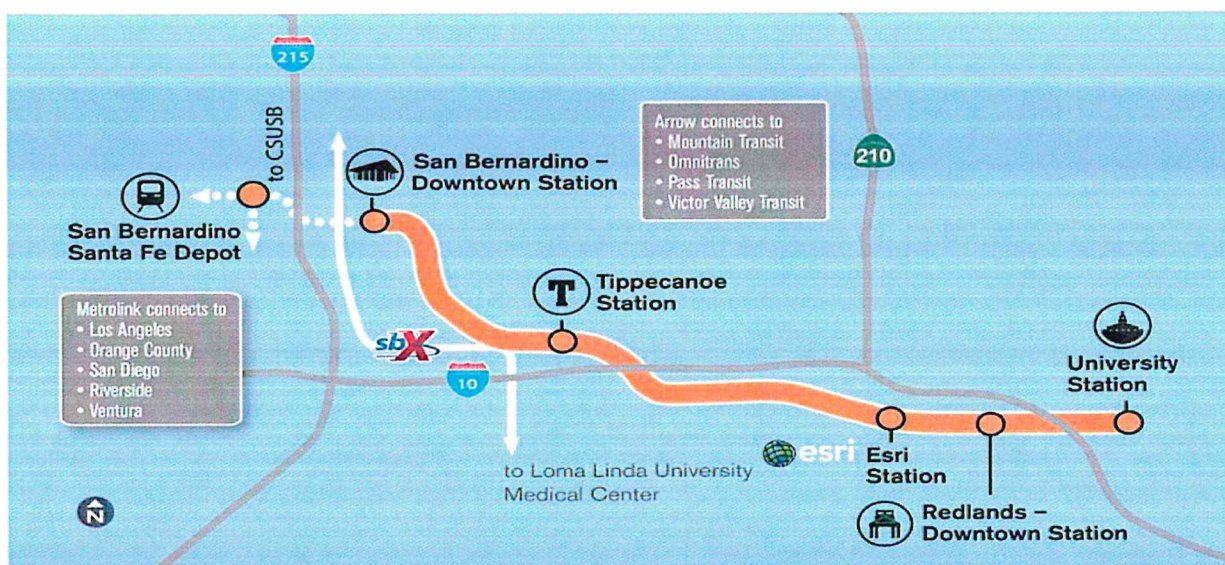 215
to CSUSB
San Bernardino –
Downtown Station
Arrow connects to
• Mountain Transit
• Omnitrans
• Pass Transit
• Victor Valley Transit
210
San Bernardino
Santa Fe Depot
T
Tippecanoe
Station
Metrolink connects to
• Los Angeles
• Orange County
• San Diego
• Riverside
• Ventura
sbX
10
University
Station
esri
Esri
Station
to Loma Linda University
Medical Center
N
Redlands –
Downtown Station